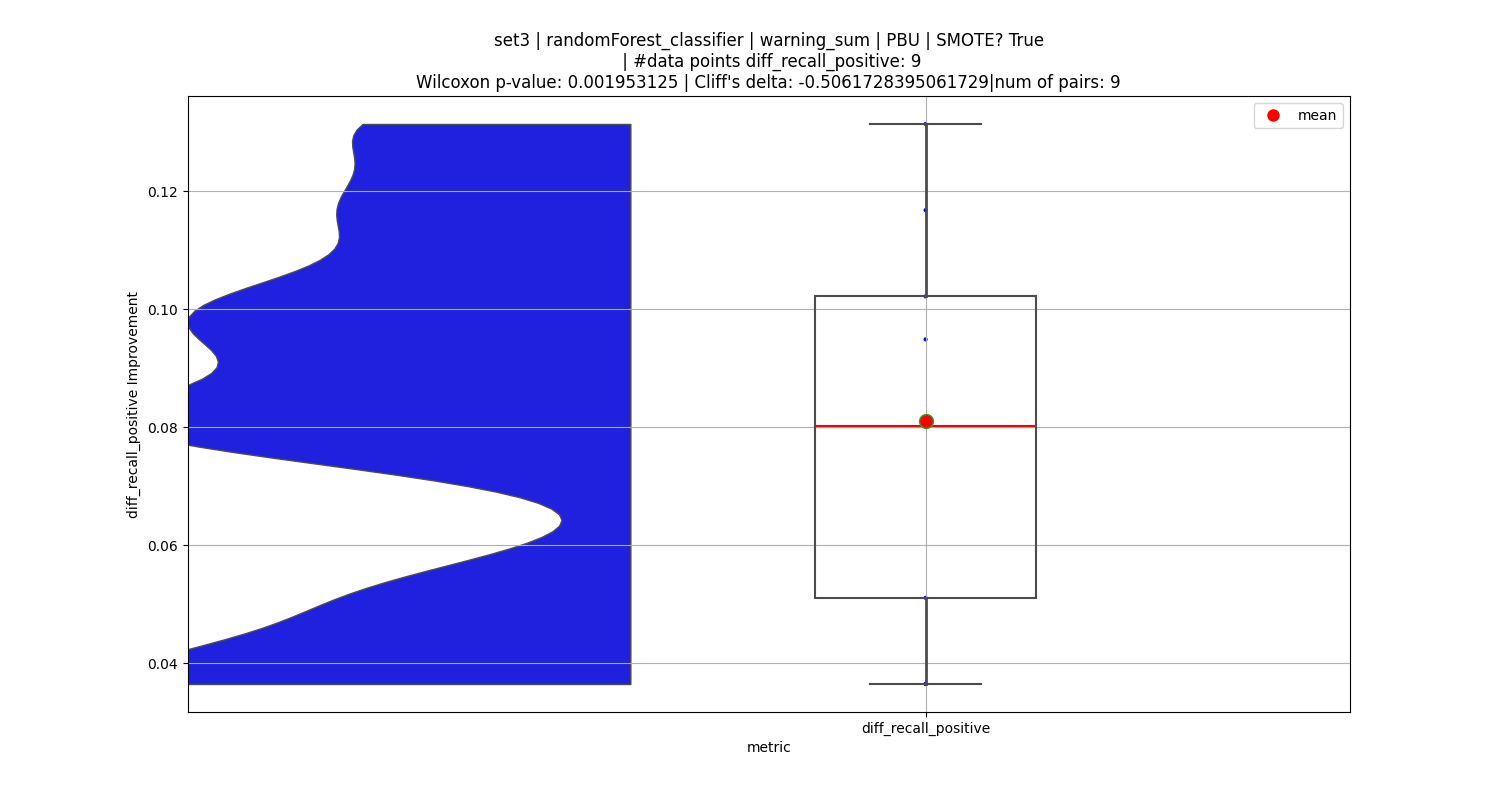 set3 | randomForest_classifier | warning_sum | PBU | SMOTE? True
| #data points diff_recall_positive: 9
Wilcoxon p-value: 0.001953125 | Cliff's delta: -0.5061728395061729|num of pairs: 9
mean
0.12
0.10
0.08
0.06
0.04
diff_recall_positive Improvement
diff_recall_positive
metric